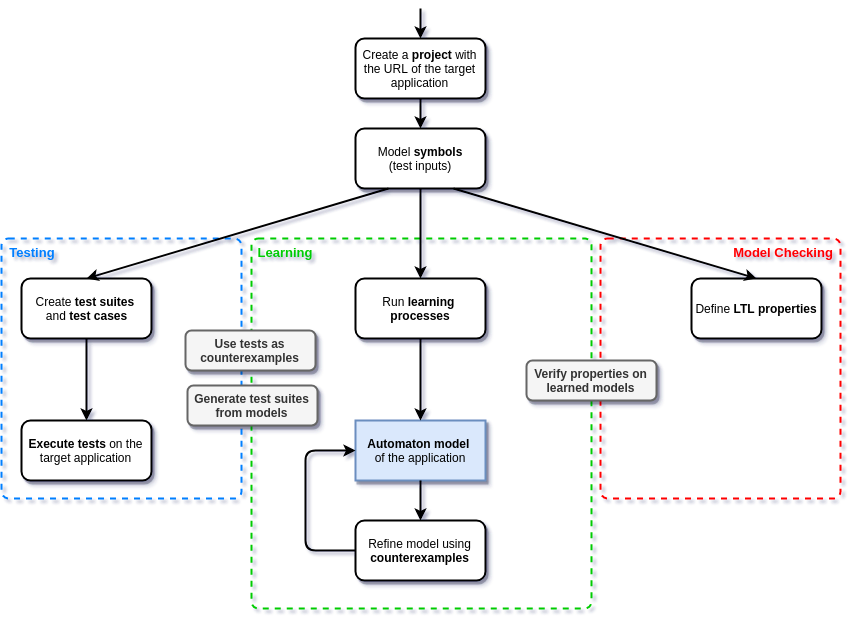 Create a project with
the URL of the target
application
Model symbols
(test inputs)
Testing
Learning
Model Checking
Create test suites
and test cases
Run learning
processes
Define LTL properties
Use tests as
counterexamples
Generate test suites
from models
Verify properties on
learned models
Execute tests on the
target application
Automaton model
of the application
Refine model using
counterexamples